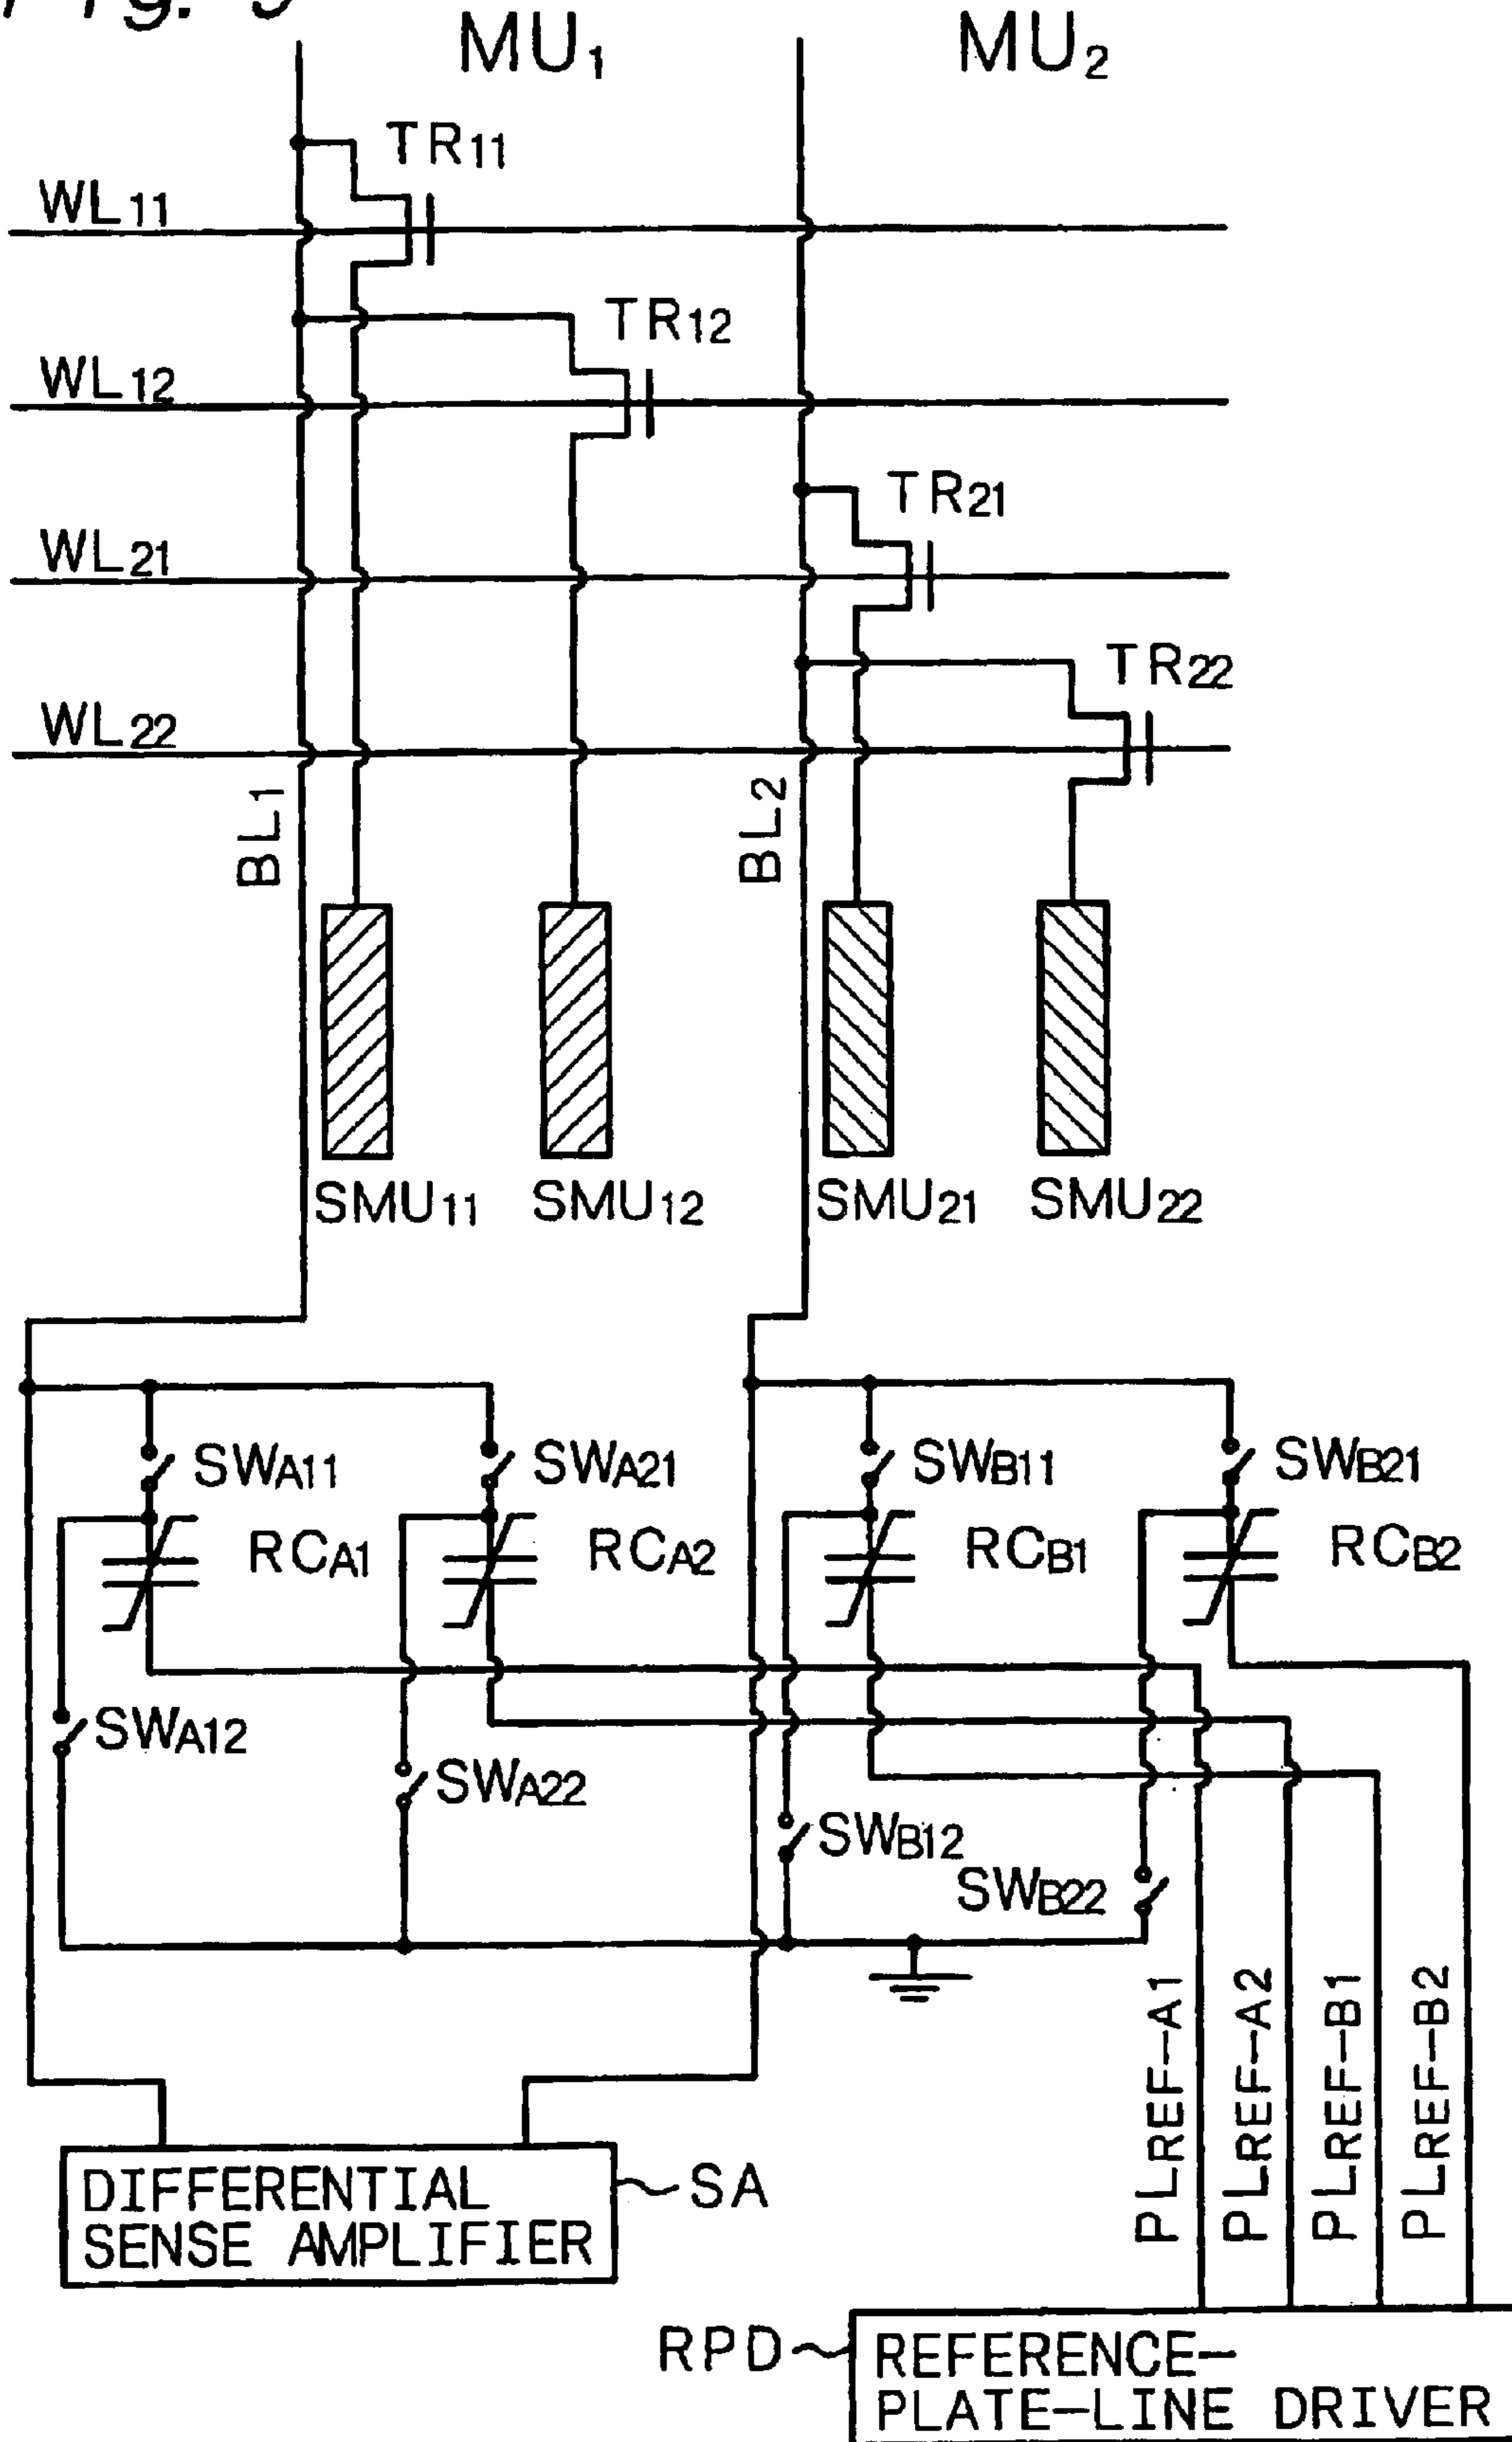 MU1 MU2
TR11
WL11
TR12
WL12
TR21
WL21
TR22
WL22
BL1 BL2
SMU11 SMU12 SMU21 SMU22
SWA11 SWA21 SWB11 SWB21
RCA1 RCA2 RCB1 RCB2
SWA12
SWA22
SWB12
SWB22
PLREF-A1 PLREF-A2 PLREF-B1 PLREF-B2
DIFFERENTIAL
SENSE AMPLIFIER
SA
RPD
REFERENCE-
PLATE-LINE DRIVER